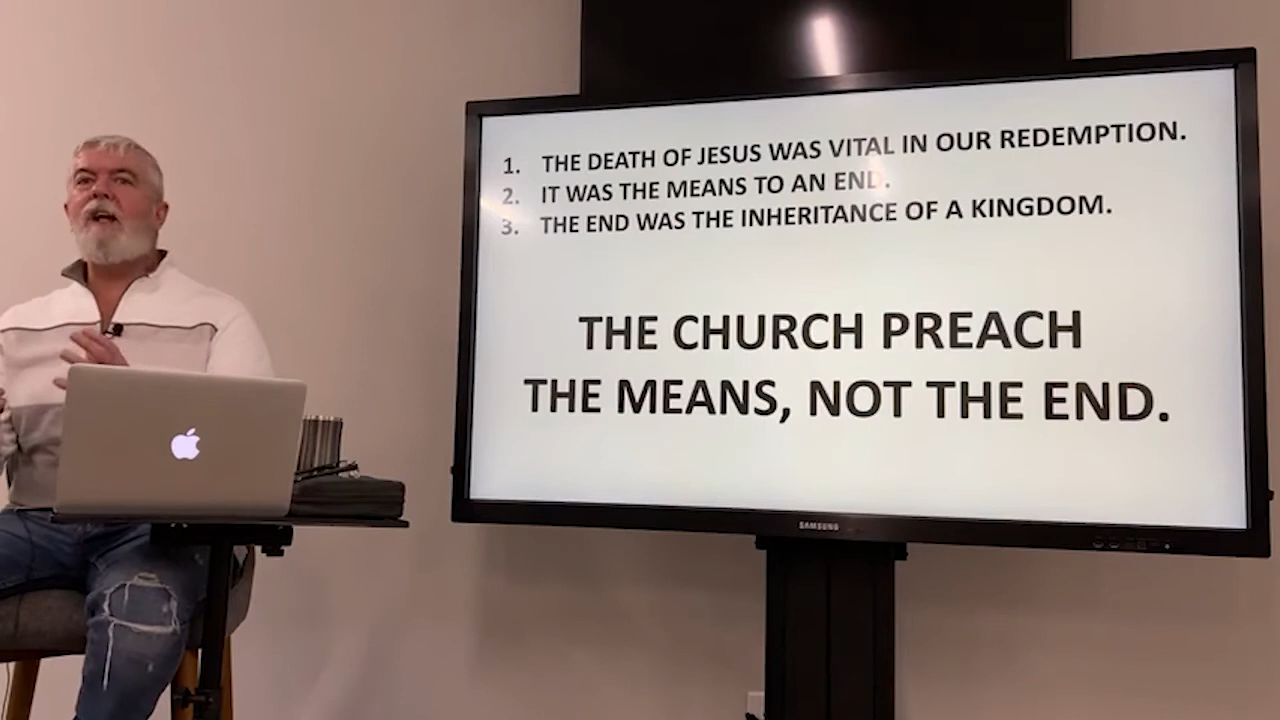 1. THE DEATH OF JESUS WAS VITAL IN OUR REDEMPTION.
2. IT WAS THE MEANS TO AN END.
3. THE END WAS THE INHERITANCE OF A KINGDOM.
THE CHURCH PREACH
THE MEANS, NOT THE END.
SAMSUNG